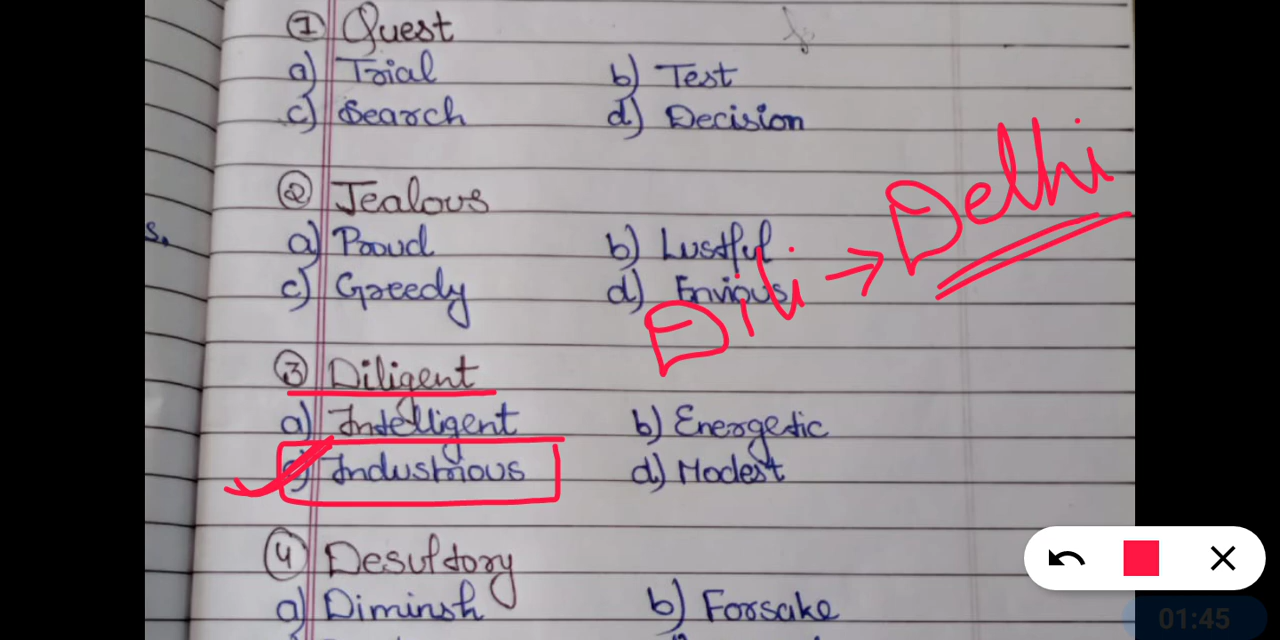 ① Quest
a) Trial b) Test
c) Search d) Decision
② Jealous
s. a) Proud b) Lustful
c) Greedy d) Envious
Dili → Delhi
③ Diligent
a) Intelligent b) Energetic
c) Industrious d) Modest
④ Desultory
a) Diminsh b) Forsake
01:45